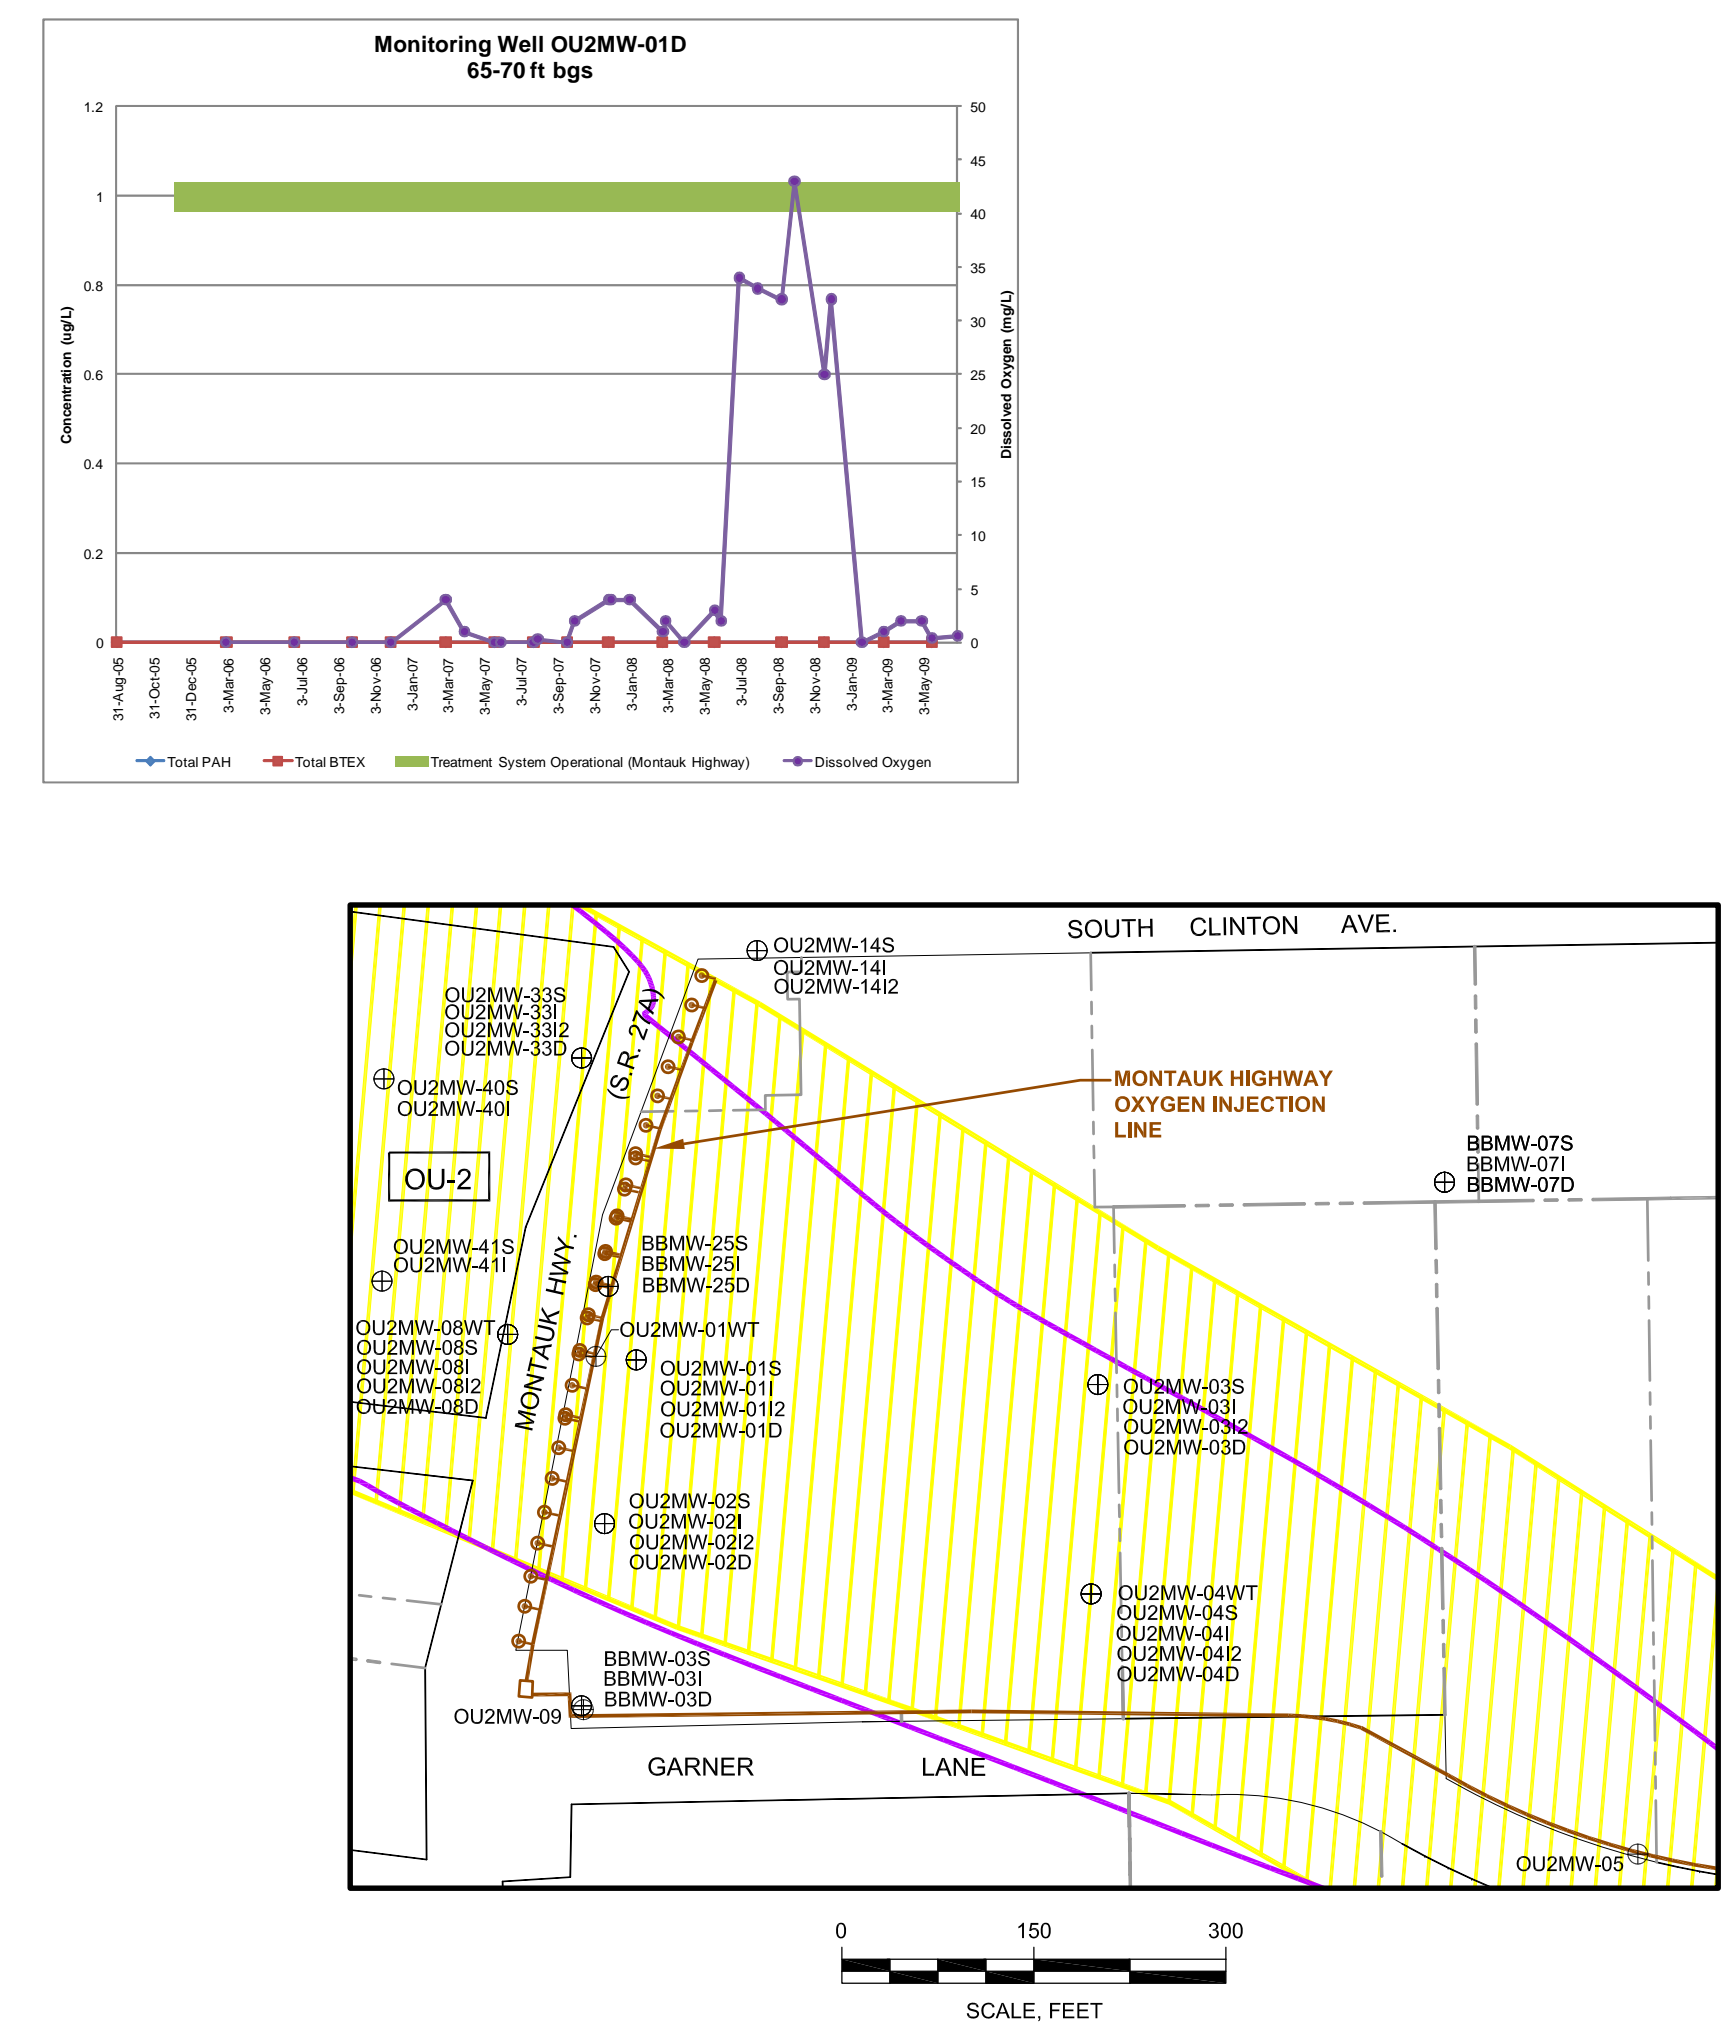 Monitoring Well OU2MW-01D
65-70 ft bgs
1.2
1
0.8
0.6
0.4
0.2
0
Concentration (ug/L)
50
45
40
35
30
25
20
15
10
5
0
Dissolved Oxygen (mg/L)
31-Aug-05
31-Oct-05
31-Dec-05
3-Mar-06
3-May-06
3-Jul-06
3-Sep-06
3-Nov-06
3-Jan-07
3-Mar-07
3-May-07
3-Jul-07
3-Sep-07
3-Nov-07
3-Jan-08
3-Mar-08
3-May-08
3-Jul-08
3-Sep-08
3-Nov-08
3-Jan-09
3-Mar-09
3-May-09
Total PAH
Total BTEX
Treatment System Operational (Montauk Highway)
Dissolved Oxygen
SOUTH CLINTON AVE.
OU2MW-14S
OU2MW-14I
OU2MW-14I2
OU2MW-33S
OU2MW-33I
OU2MW-33I2
OU2MW-33D
(S.R. 27A)
OU2MW-40S
OU2MW-40I
MONTAUK HIGHWAY
OXYGEN INJECTION
LINE
BBMW-07S
BBMW-07I
BBMW-07D
OU-2
OU2MW-41S
OU2MW-41I
BBMW-25S
BBMW-25I
BBMW-25D
MONTAUK HWY.
OU2MW-08WT
OU2MW-08S
OU2MW-08I
OU2MW-08I2
OU2MW-08D
OU2MW-01WT
OU2MW-01S
OU2MW-01I
OU2MW-01I2
OU2MW-01D
OU2MW-03S
OU2MW-03I
OU2MW-03I2
OU2MW-03D
OU2MW-02S
OU2MW-02I
OU2MW-02I2
OU2MW-02D
OU2MW-04WT
OU2MW-04S
OU2MW-04I
OU2MW-04I2
OU2MW-04D
BBMW-03S
BBMW-03I
BBMW-03D
OU2MW-09
GARNER LANE
OU2MW-05
0 150 300
SCALE, FEET